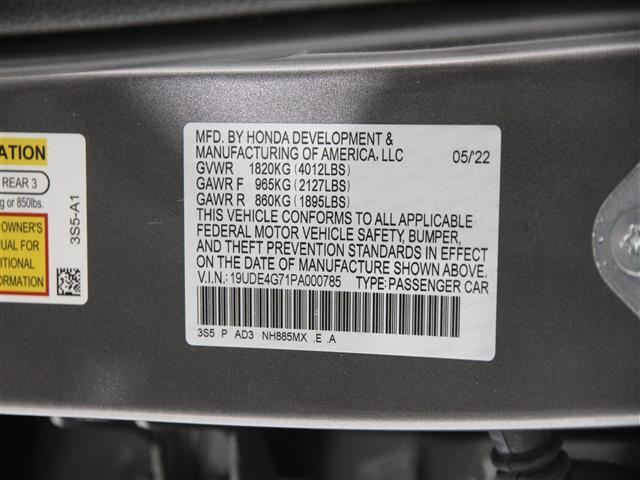 ATION
REAR 3
g or 850lbs.
OWNER'S
NUAL FOR
DITIONAL
ORMATION
3S5-A1
MFD. BY HONDA DEVELOPMENT &
MANUFACTURING OF AMERICA, LLC 05/'22
GVWR 1820KG (4012LBS)
GAWR F 965KG (2127LBS)
GAWR R 860KG (1895LBS)
THIS VEHICLE CONFORMS TO ALL APPLICABLE
FEDERAL MOTOR VEHICLE SAFETY, BUMPER,
AND THEFT PREVENTION STANDARDS IN EFFECT
ON THE DATE OF MANUFACTURE SHOWN ABOVE.
V.I.N.: 19UDE4G71PA000785 TYPE: PASSENGER CAR
3S5 P AD3 NH885MX .E .A